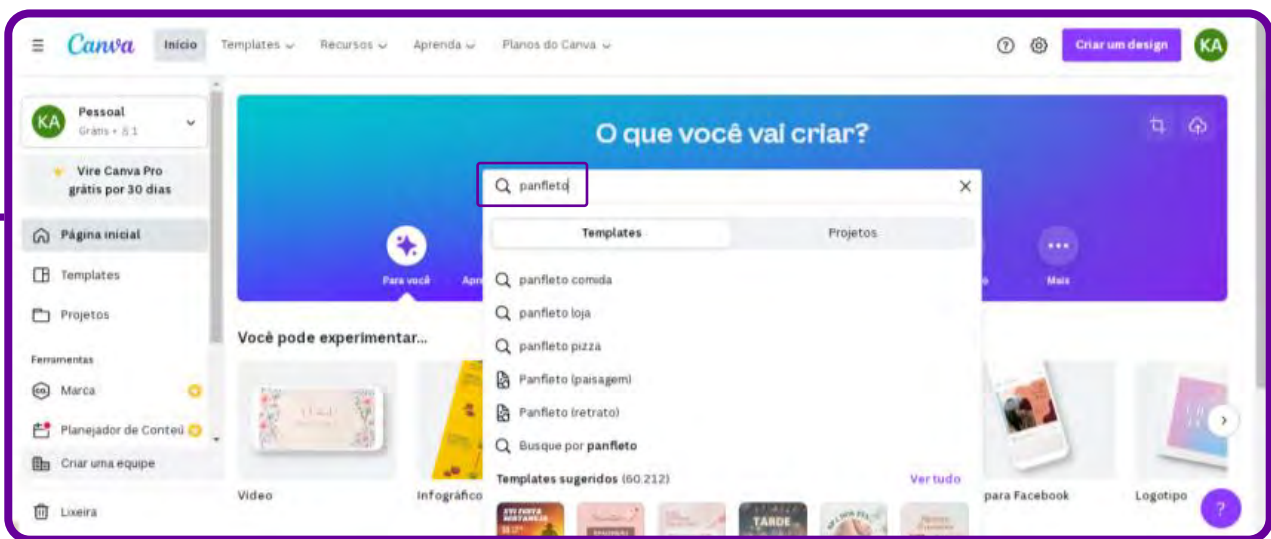 Canva
Início
Templates
Recursos
Aprenda
Planos do Canva
Criar um design
KA
KA
Pessoal
Grátis • 1
Vire Canva Pro
grátis por 30 dias
Página inicial
Templates
Projetos
Ferramentas
Marca
Planejador de Conteú
Criar uma equipe
Lixeira
O que você vai criar?
panfleto
Templates
Projetos
Para você
Apr
Mais
panfleto comida
panfleto loja
panfleto pizza
Panfleto (paisagem)
Panfleto (retrato)
Busque por panfleto
Templates sugeridos (60.212)
Ver tudo
TARDE
Você pode experimentar...
Vídeo
Infográfico
para Facebook
Logotipo
?